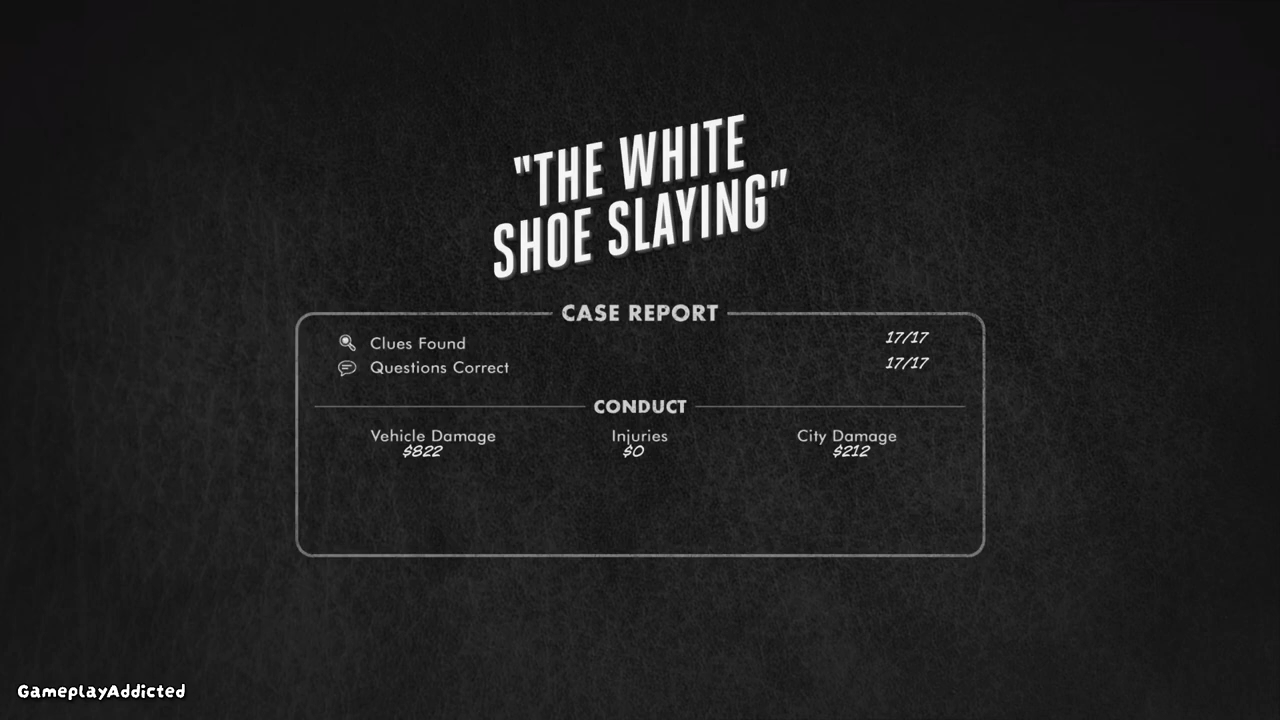 "THE WHITE
SHOE SLAYING"
CASE REPORT
Clues Found 17/17
Questions Correct 17/17
CONDUCT
Vehicle Damage Injuries City Damage
$822 $0 $212
GameplayAddicted